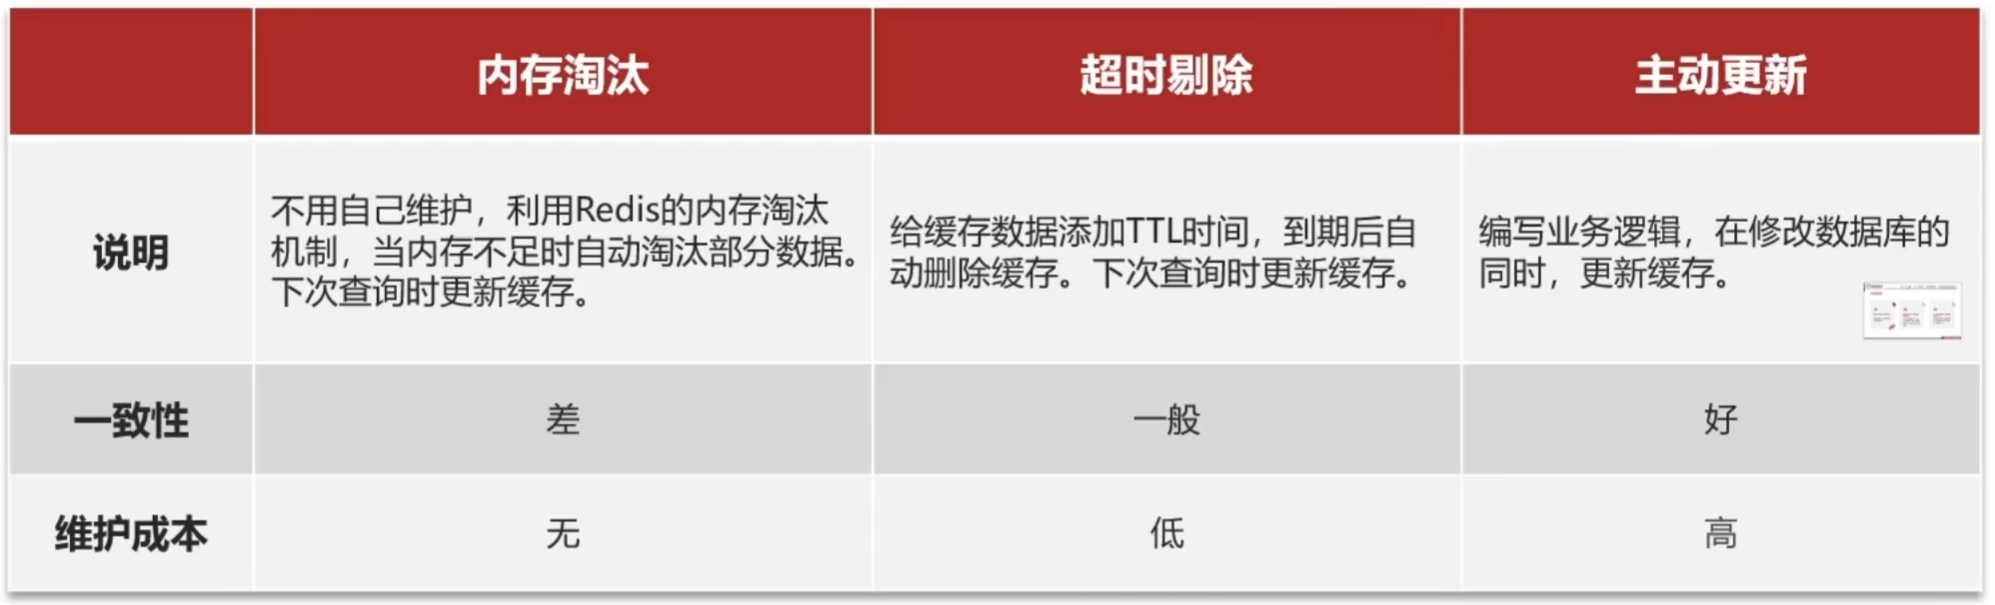 内存淘汰
超时剔除
主动更新
说明
不用自己维护，利用Redis的内存淘汰
机制，当内存不足时自动淘汰部分数据。
下次查询时更新缓存。
给缓存数据添加TTL时间，到期后自
动删除缓存。下次查询时更新缓存。
编写业务逻辑，在修改数据库的
同时，更新缓存。
一致性
差
一般
好
维护成本
无
低
高